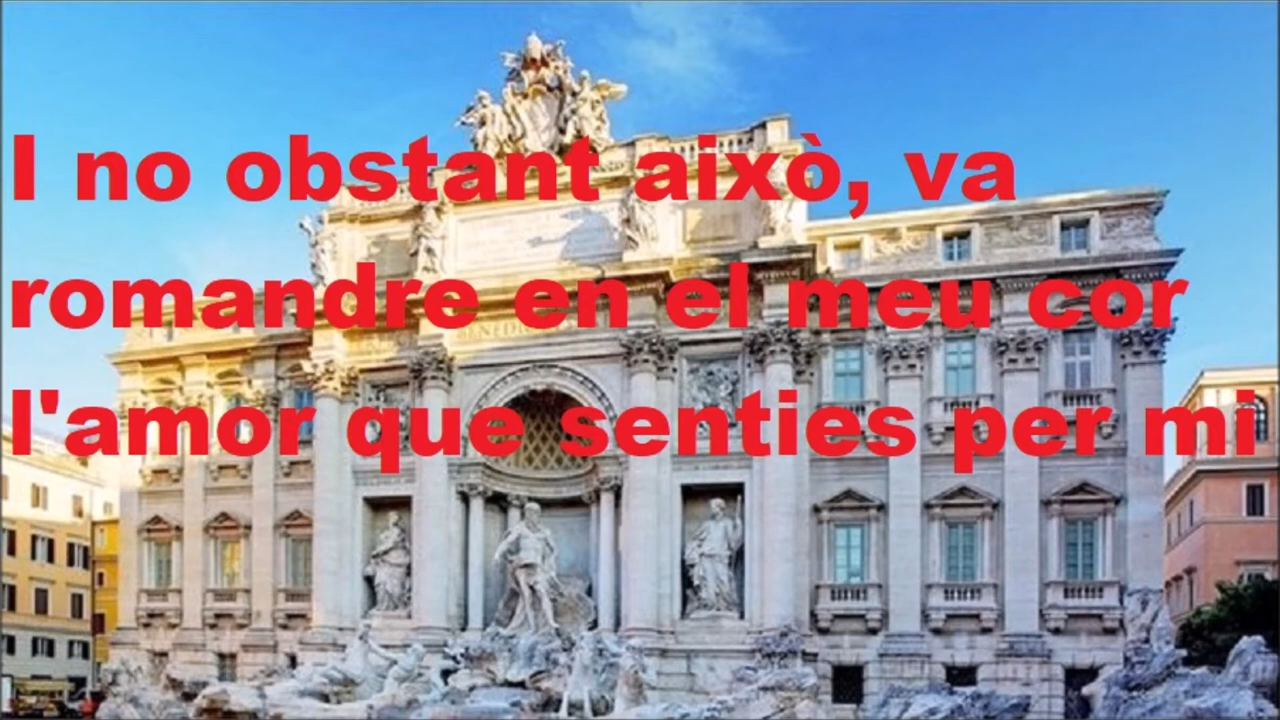 I no obstant això, va
romandre en el meu cor
l'amor que senties per mi